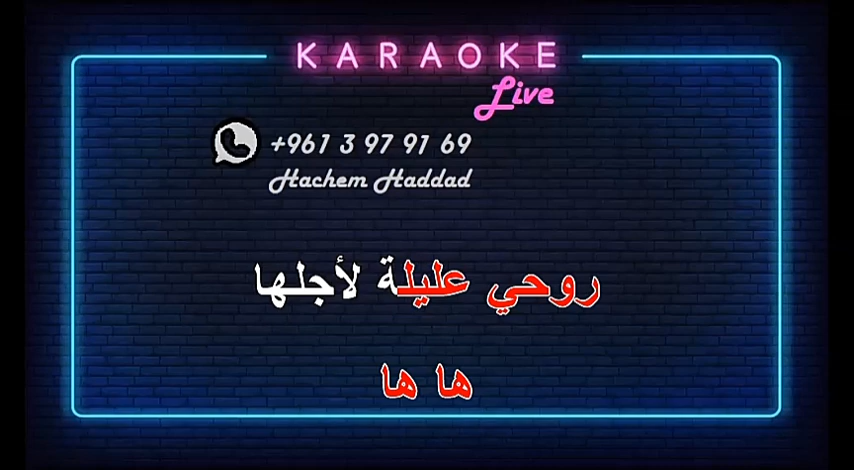 KARAOKE
Live
+961 3 97 91 69
Hachem Haddad
روحي عليلة لأجلها
ها ها